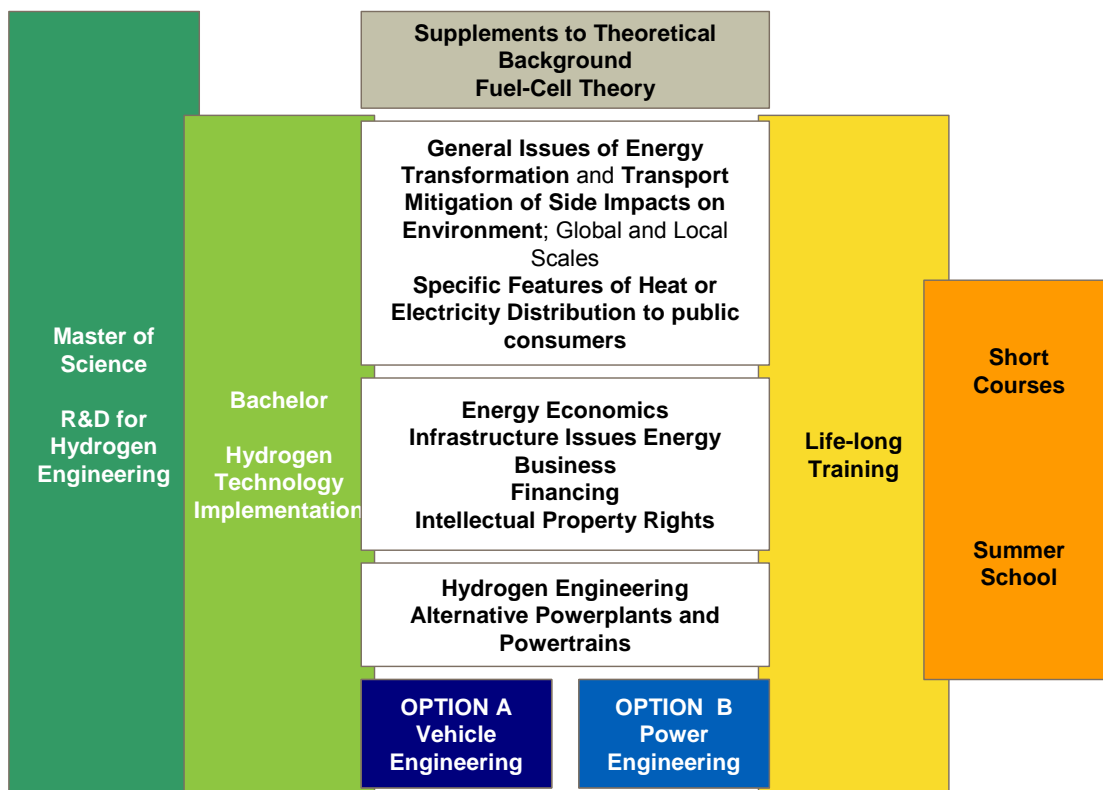 Supplements to Theoretical
Background
Fuel-Cell Theory
General Issues of Energy
Transformation and Transport
Mitigation of Side Impacts on
Environment; Global and Local
Scales
Specific Features of Heat or
Electricity Distribution to public
consumers
Master of
Science
R&D for
Hydrogen
Engineering
Bachelor
Hydrogen
Technology
Implementation
Energy Economics
Infrastructure Issues Energy
Business
Financing
Intellectual Property Rights
Life-long
Training
Short
Courses
Summer
School
Hydrogen Engineering
Alternative Powerplants and
Powertrains
OPTION A
Vehicle
Engineering
OPTION  B
Power
Engineering